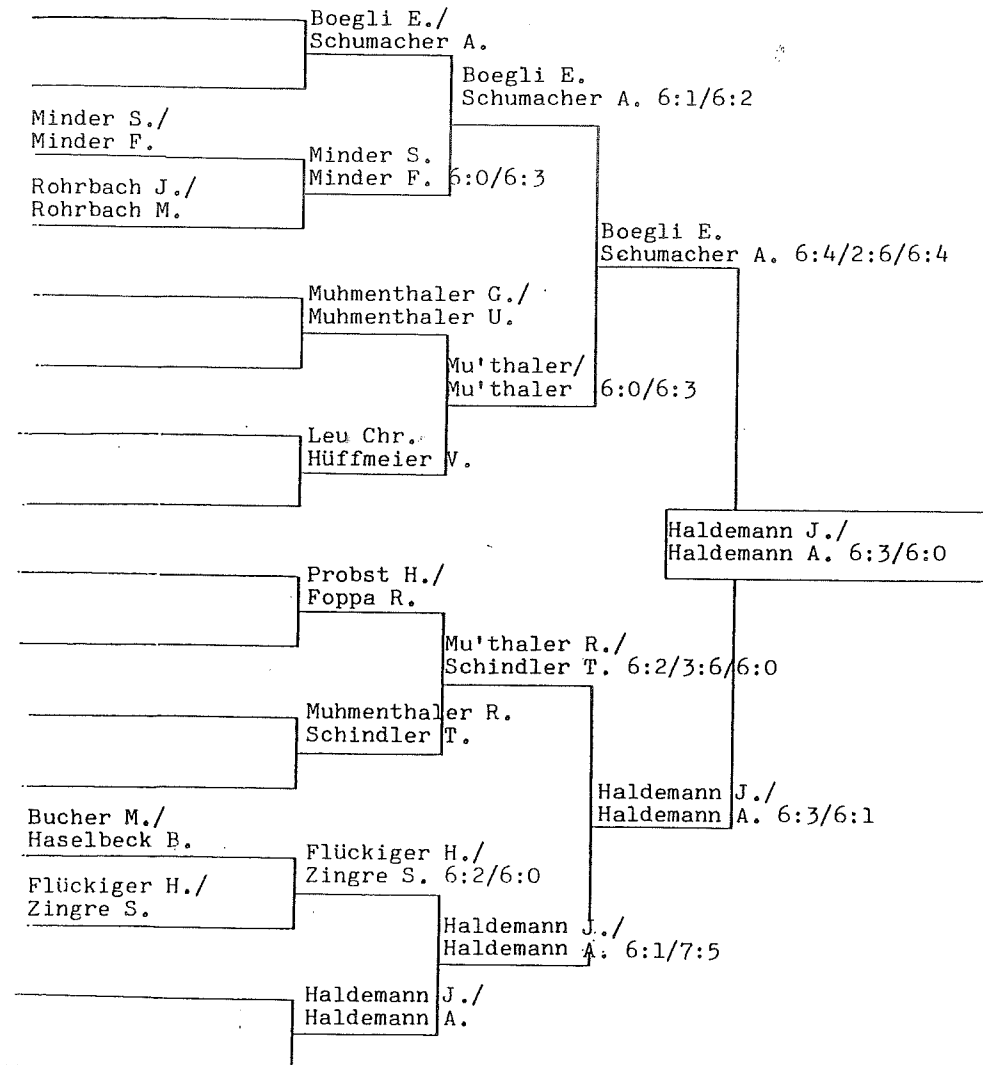 Boegli E./
Schumacher A.
Boegli E.
Schumacher A. 6:1/6:2
Minder S./
Minder F.
Minder S.
Minder F. 6:0/6:3
Rohrbach J./
Rohrbach M.
Boegli E.
Schumacher A. 6:4/2:6/6:4
Muhmenthaler G./
Muhmenthaler U.
Mu'thaler/
Mu'thaler 6:0/6:3
Leu Chr.
Hüffmeier V.
Haldemann J./
Haldemann A. 6:3/6:0
Probst H./
Foppa R.
Mu'thaler R./
Schindler T. 6:2/3:6/6:0
Muhmenthaler R.
Schindler T.
Haldemann J./
Haldemann A. 6:3/6:1
Bucher M./
Haselbeck B.
Flückiger H./
Zingre S. 6:2/6:0
Flückiger H./
Zingre S.
Haldemann J./
Haldemann A. 6:1/7:5
Haldemann J./
Haldemann A.